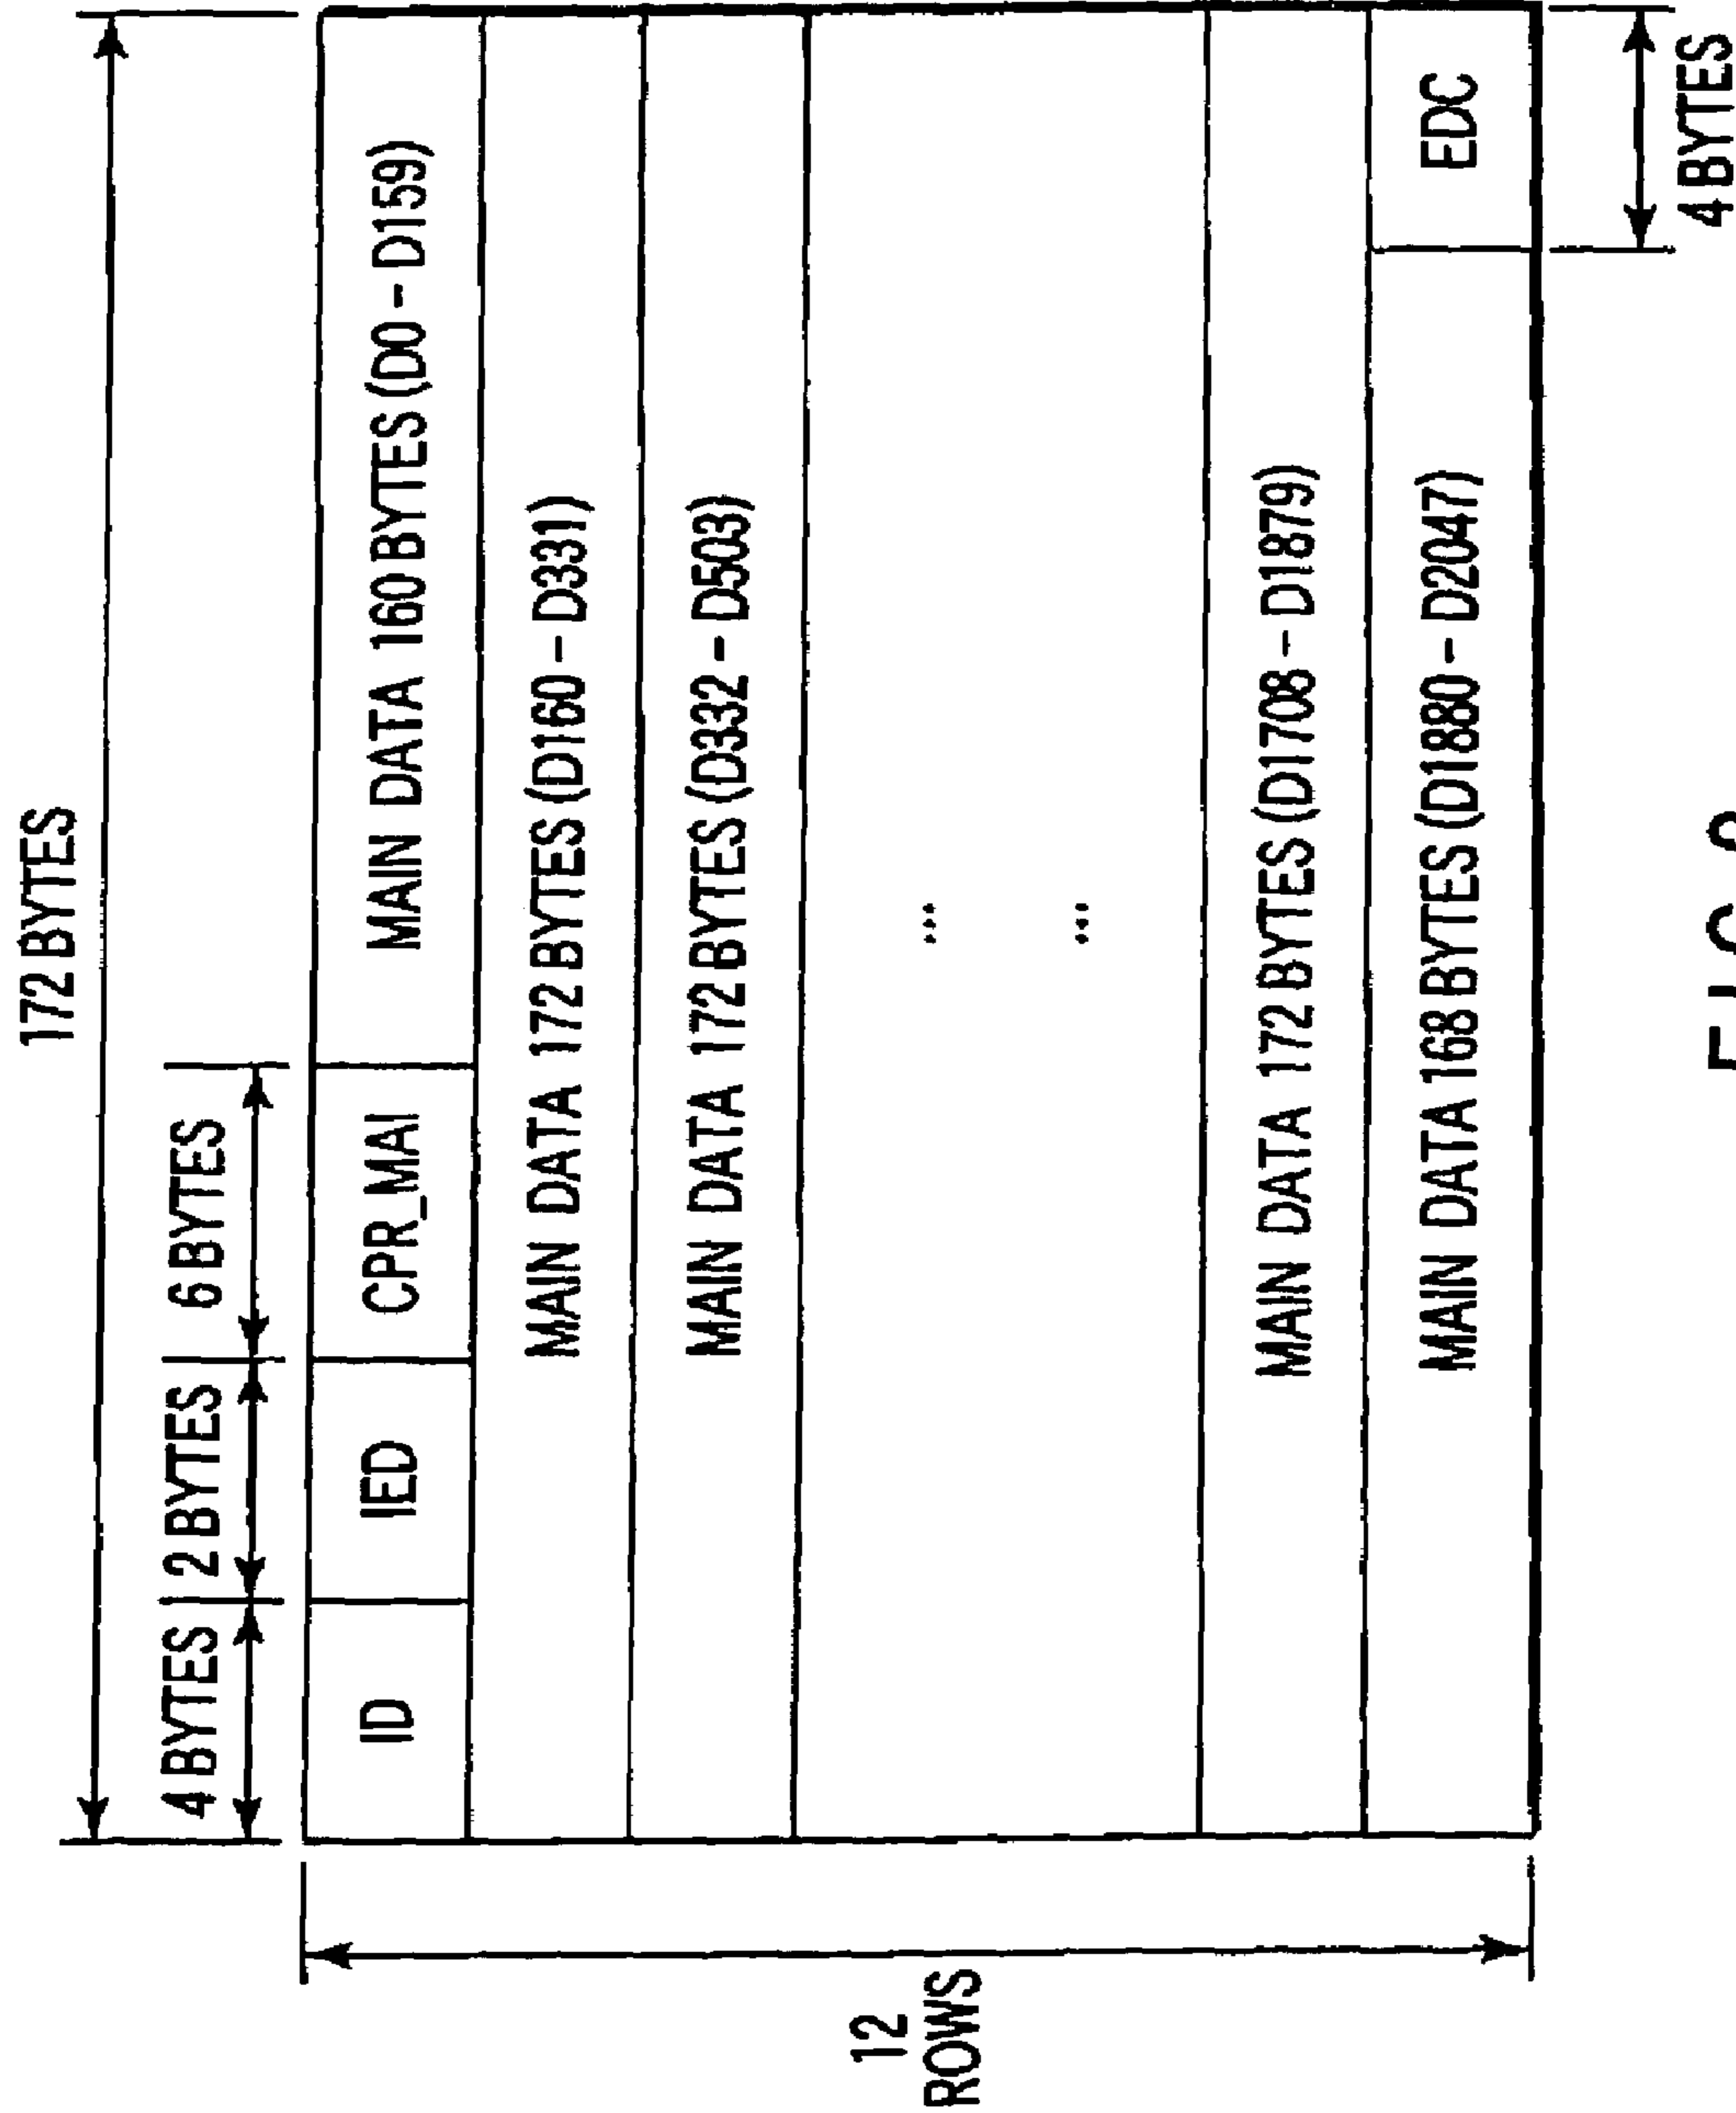 172 BYTES
4 BYTES 2 BYTES 6 BYTES
ID IED CPR_MAI MAIN DATA 160 BYTES (D0 – D159)
MAIN DATA 172 BYTES (D160 – D331)
MAIN DATA 172 BYTES (D332 – D503)
...
...
MAIN DATA 172 BYTES (D1708 – D1879)
MAIN DATA 168 BYTES (D1880 – D2047) EDC
12
ROWS
4 BYTES